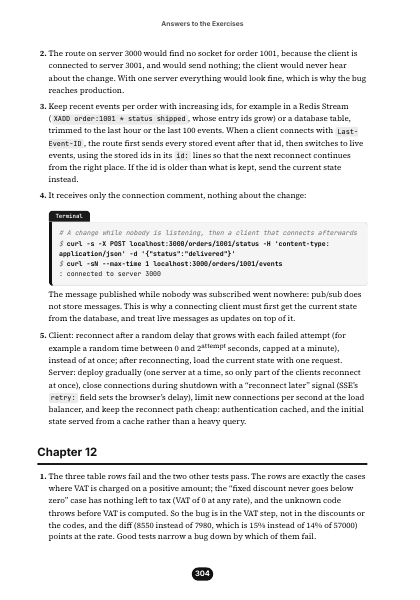 Answers to the Exercises
2. The route on server 3000 would find no socket for order 1001, because the client is
connected to server 3001, and would send nothing; the client would never hear
about the change. With one server everything would look fine, which is why the bug
reaches production.
3. Keep recent events per order with increasing ids, for example in a Redis Stream
( XADD order:1001 * status shipped , whose entry ids grow) or a database table,
trimmed to the last hour or the last 100 events. When a client connects with Last-
Event-ID , the route first sends every stored event after that id, then switches to live
events, using the stored ids in its id: lines so that the next reconnect continues
from the right place. If the id is older than what is kept, send the current state
instead.
4. It receives only the connection comment, nothing about the change:
Terminal
# A change while nobody is listening, then a client that connects afterwards
$ curl -s -X POST localhost:3000/orders/1001/status -H 'content-type:
application/json' -d '{"status":"delivered"}'
$ curl -sN --max-time 1 localhost:3000/orders/1001/events
: connected to server 3000
The message published while nobody was subscribed went nowhere: pub/sub does
not store messages. This is why a connecting client must first get the current state
from the database, and treat live messages as updates on top of it.
5. Client: reconnect after a random delay that grows with each failed attempt (for
example a random time between 0 and 2^attempt seconds, capped at a minute),
instead of at once; after reconnecting, load the current state with one request.
Server: deploy gradually (one server at a time, so only part of the clients reconnect
at once), close connections during shutdown with a “reconnect later” signal (SSE’s
retry: field sets the browser’s delay), limit new connections per second at the load
balancer, and keep the reconnect path cheap: authentication cached, and the initial
state served from a cache rather than a heavy query.
Chapter 12
1. The three table rows fail and the two other tests pass. The rows are exactly the cases
where VAT is charged on a positive amount; the “fixed discount never goes below
zero” case has nothing left to tax (VAT of 0 at any rate), and the unknown code
throws before VAT is computed. So the bug is in the VAT step, not in the discounts or
the codes, and the diff (8550 instead of 7980, which is 15% instead of 14% of 57000)
points at the rate. Good tests narrow a bug down by which of them fail.
304